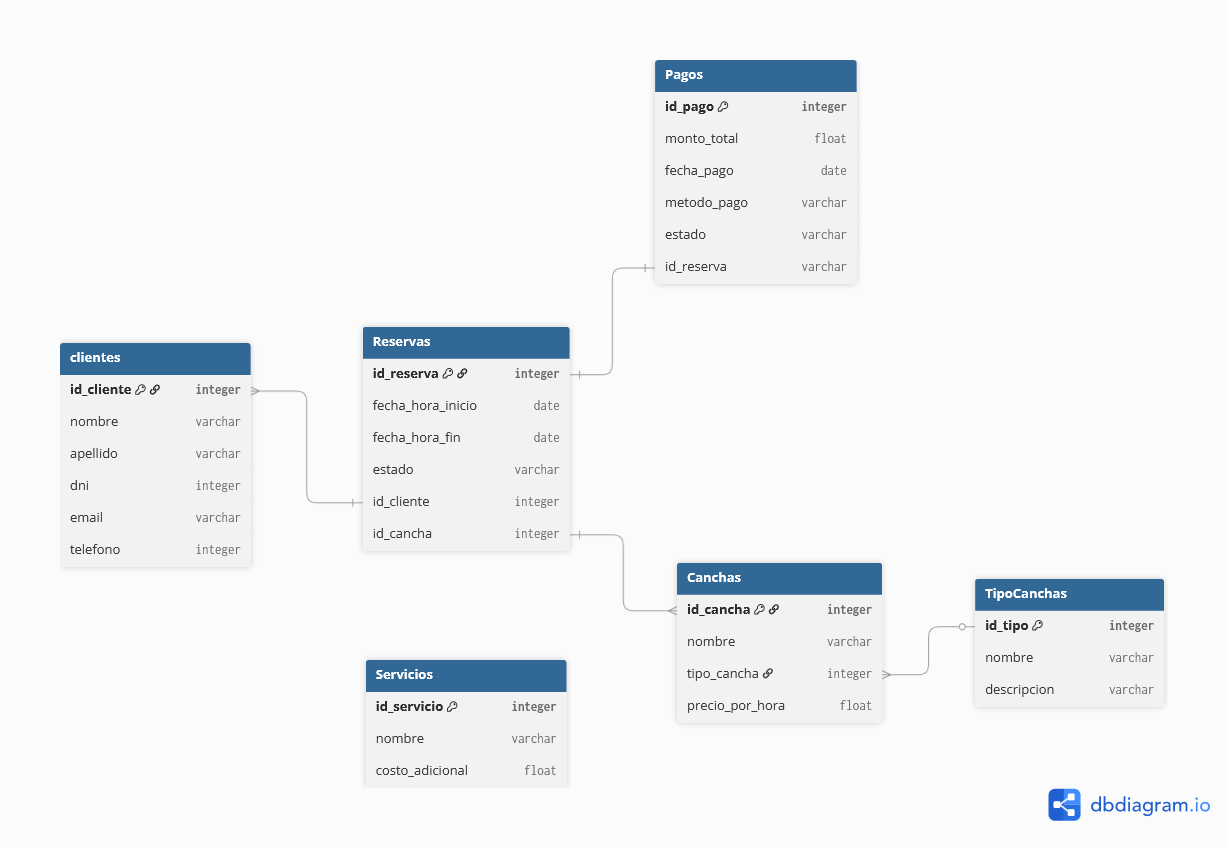 Pagos
id_pago integer
monto_total float
fecha_pago date
metodo_pago varchar
estado varchar
id_reserva varchar
clientes
id_cliente integer
nombre varchar
apellido varchar
dni integer
email varchar
telefono integer
Reservas
id_reserva integer
fecha_hora_inicio date
fecha_hora_fin date
estado varchar
id_cliente integer
id_cancha integer
Canchas
id_cancha integer
nombre varchar
tipo_cancha integer
precio_por_hora float
TipoCanchas
id_tipo integer
nombre varchar
descripcion varchar
Servicios
id_servicio integer
nombre varchar
costo_adicional float
dbdiagram.io